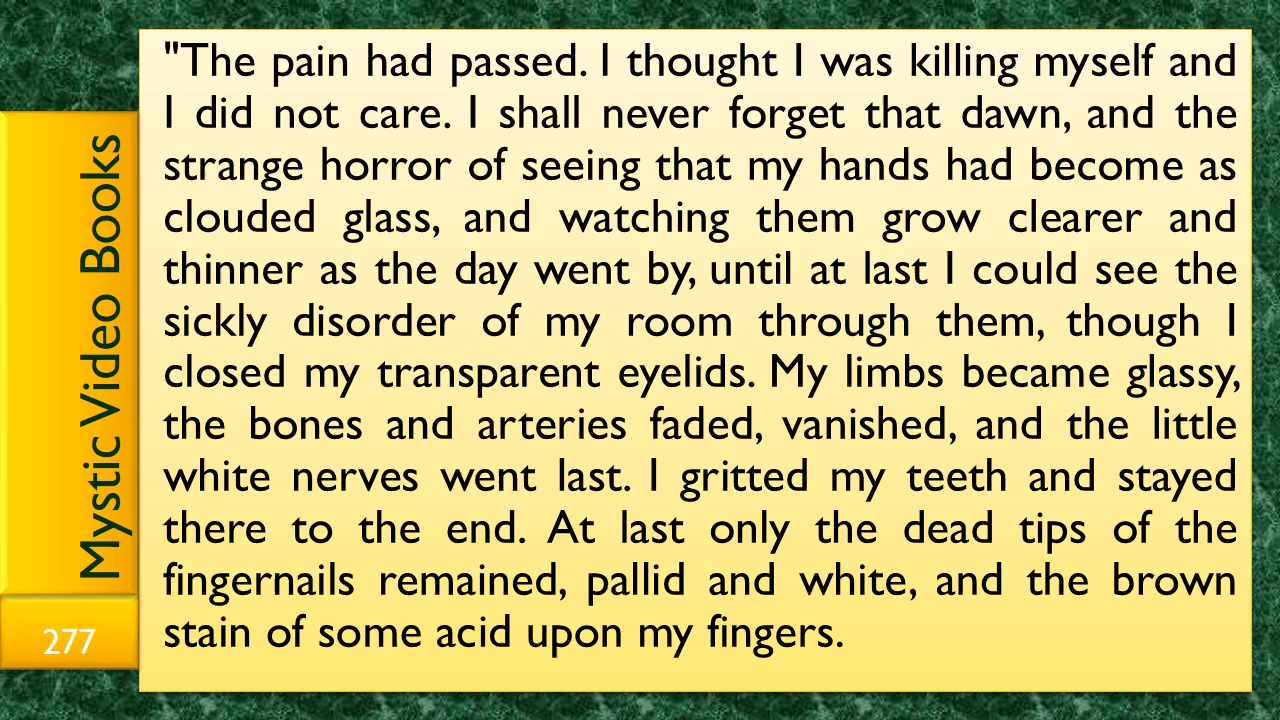 "The pain had passed. I thought I was killing myself and
I did not care. I shall never forget that dawn, and the
strange horror of seeing that my hands had become as
clouded glass, and watching them grow clearer and
thinner as the day went by, until at last I could see the
sickly disorder of my room through them, though I
closed my transparent eyelids. My limbs became glassy,
the bones and arteries faded, vanished, and the little
white nerves went last. I gritted my teeth and stayed
there to the end. At last only the dead tips of the
fingernails remained, pallid and white, and the brown
stain of some acid upon my fingers.
Mystic Video Books
277